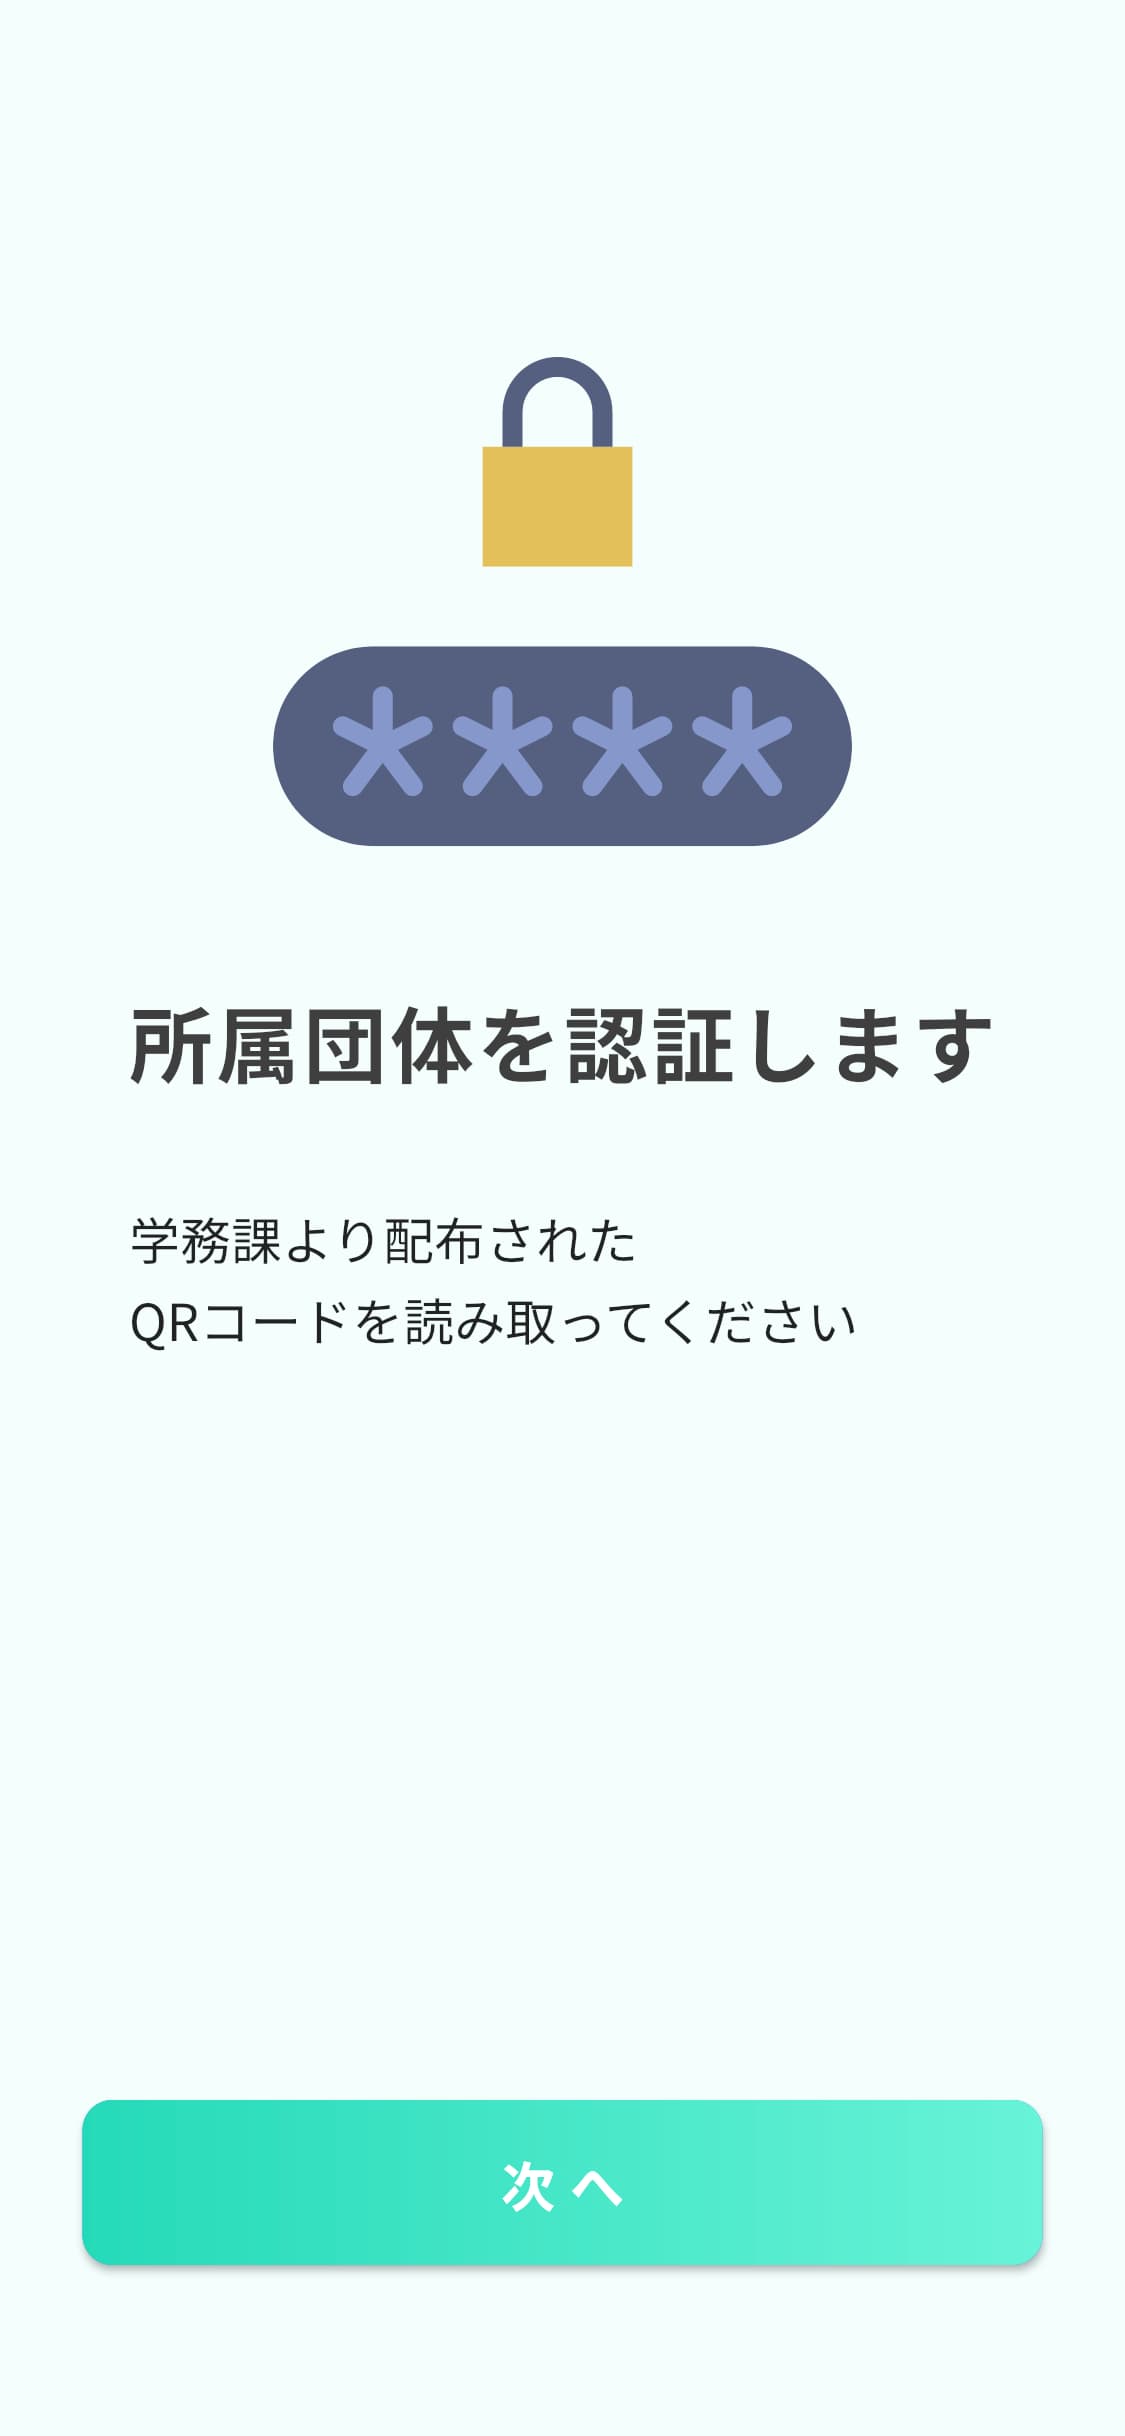 所属団体を認証します
学務課より配布された
QRコードを読み取ってください
次へ